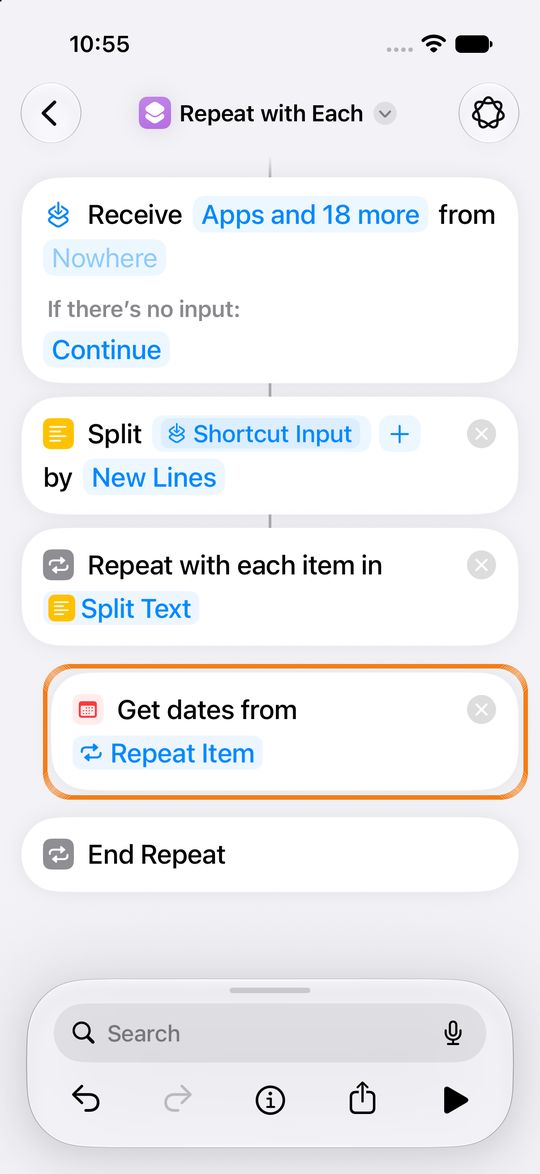 10:55
Repeat with Each
Receive Apps and 18 more from
Nowhere
If there's no input:
Continue
Split Shortcut Input +
by New Lines
Repeat with each item in
Split Text
Get dates from
Repeat Item
End Repeat
Search